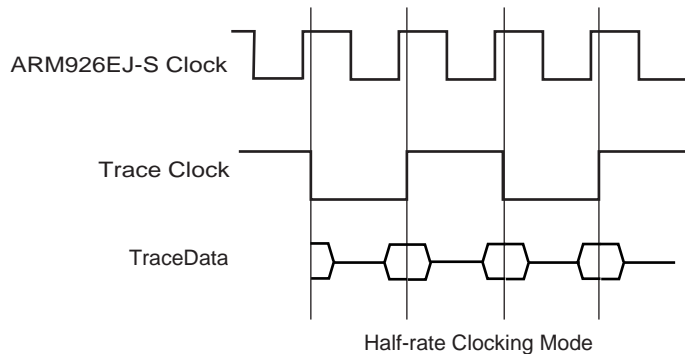 ARM926EJ-S Clock
Trace Clock
TraceData
Half-rate Clocking Mode